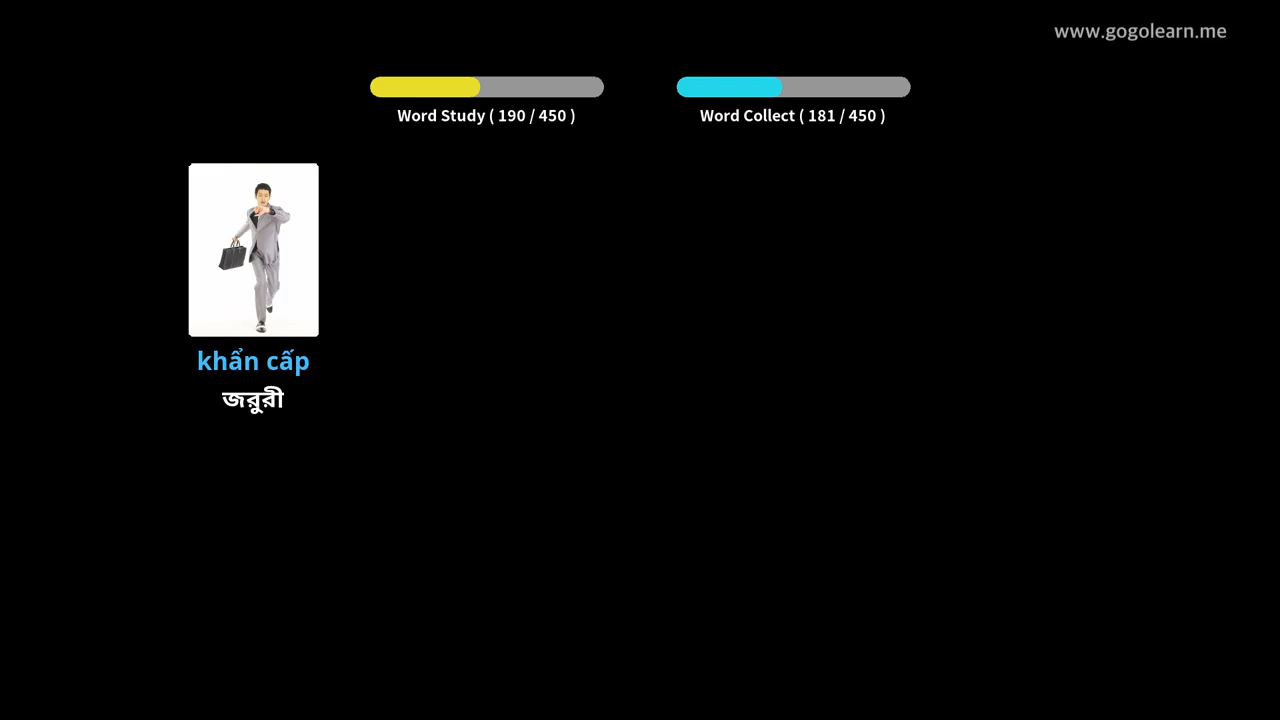 www.gogolearn.me
Word Study ( 190 / 450 )
Word Collect ( 181 / 450 )
khẩn cấp
জরুরী